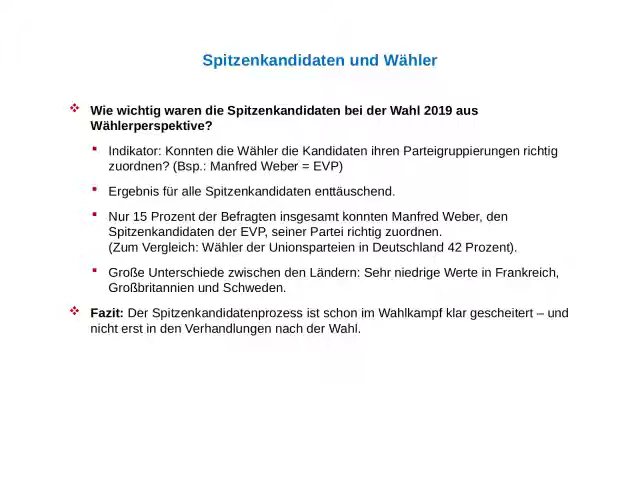 Spitzenkandidaten und Wähler
Wie wichtig waren die Spitzenkandidaten bei der Wahl 2019 aus
Wählerperspektive?
Indikator: Konnten die Wähler die Kandidaten ihren Parteigruppierungen richtig
zuordnen? (Bsp.: Manfred Weber = EVP)
Ergebnis für alle Spitzenkandidaten enttäuschend.
Nur 15 Prozent der Befragten insgesamt konnten Manfred Weber, den
Spitzenkandidaten der EVP, seiner Partei richtig zuordnen.
(Zum Vergleich: Wähler der Unionsparteien in Deutschland 42 Prozent).
Große Unterschiede zwischen den Ländern: Sehr niedrige Werte in Frankreich,
Großbritannien und Schweden.
Fazit: Der Spitzenkandidatenprozess ist schon im Wahlkampf klar gescheitert – und
nicht erst in den Verhandlungen nach der Wahl.